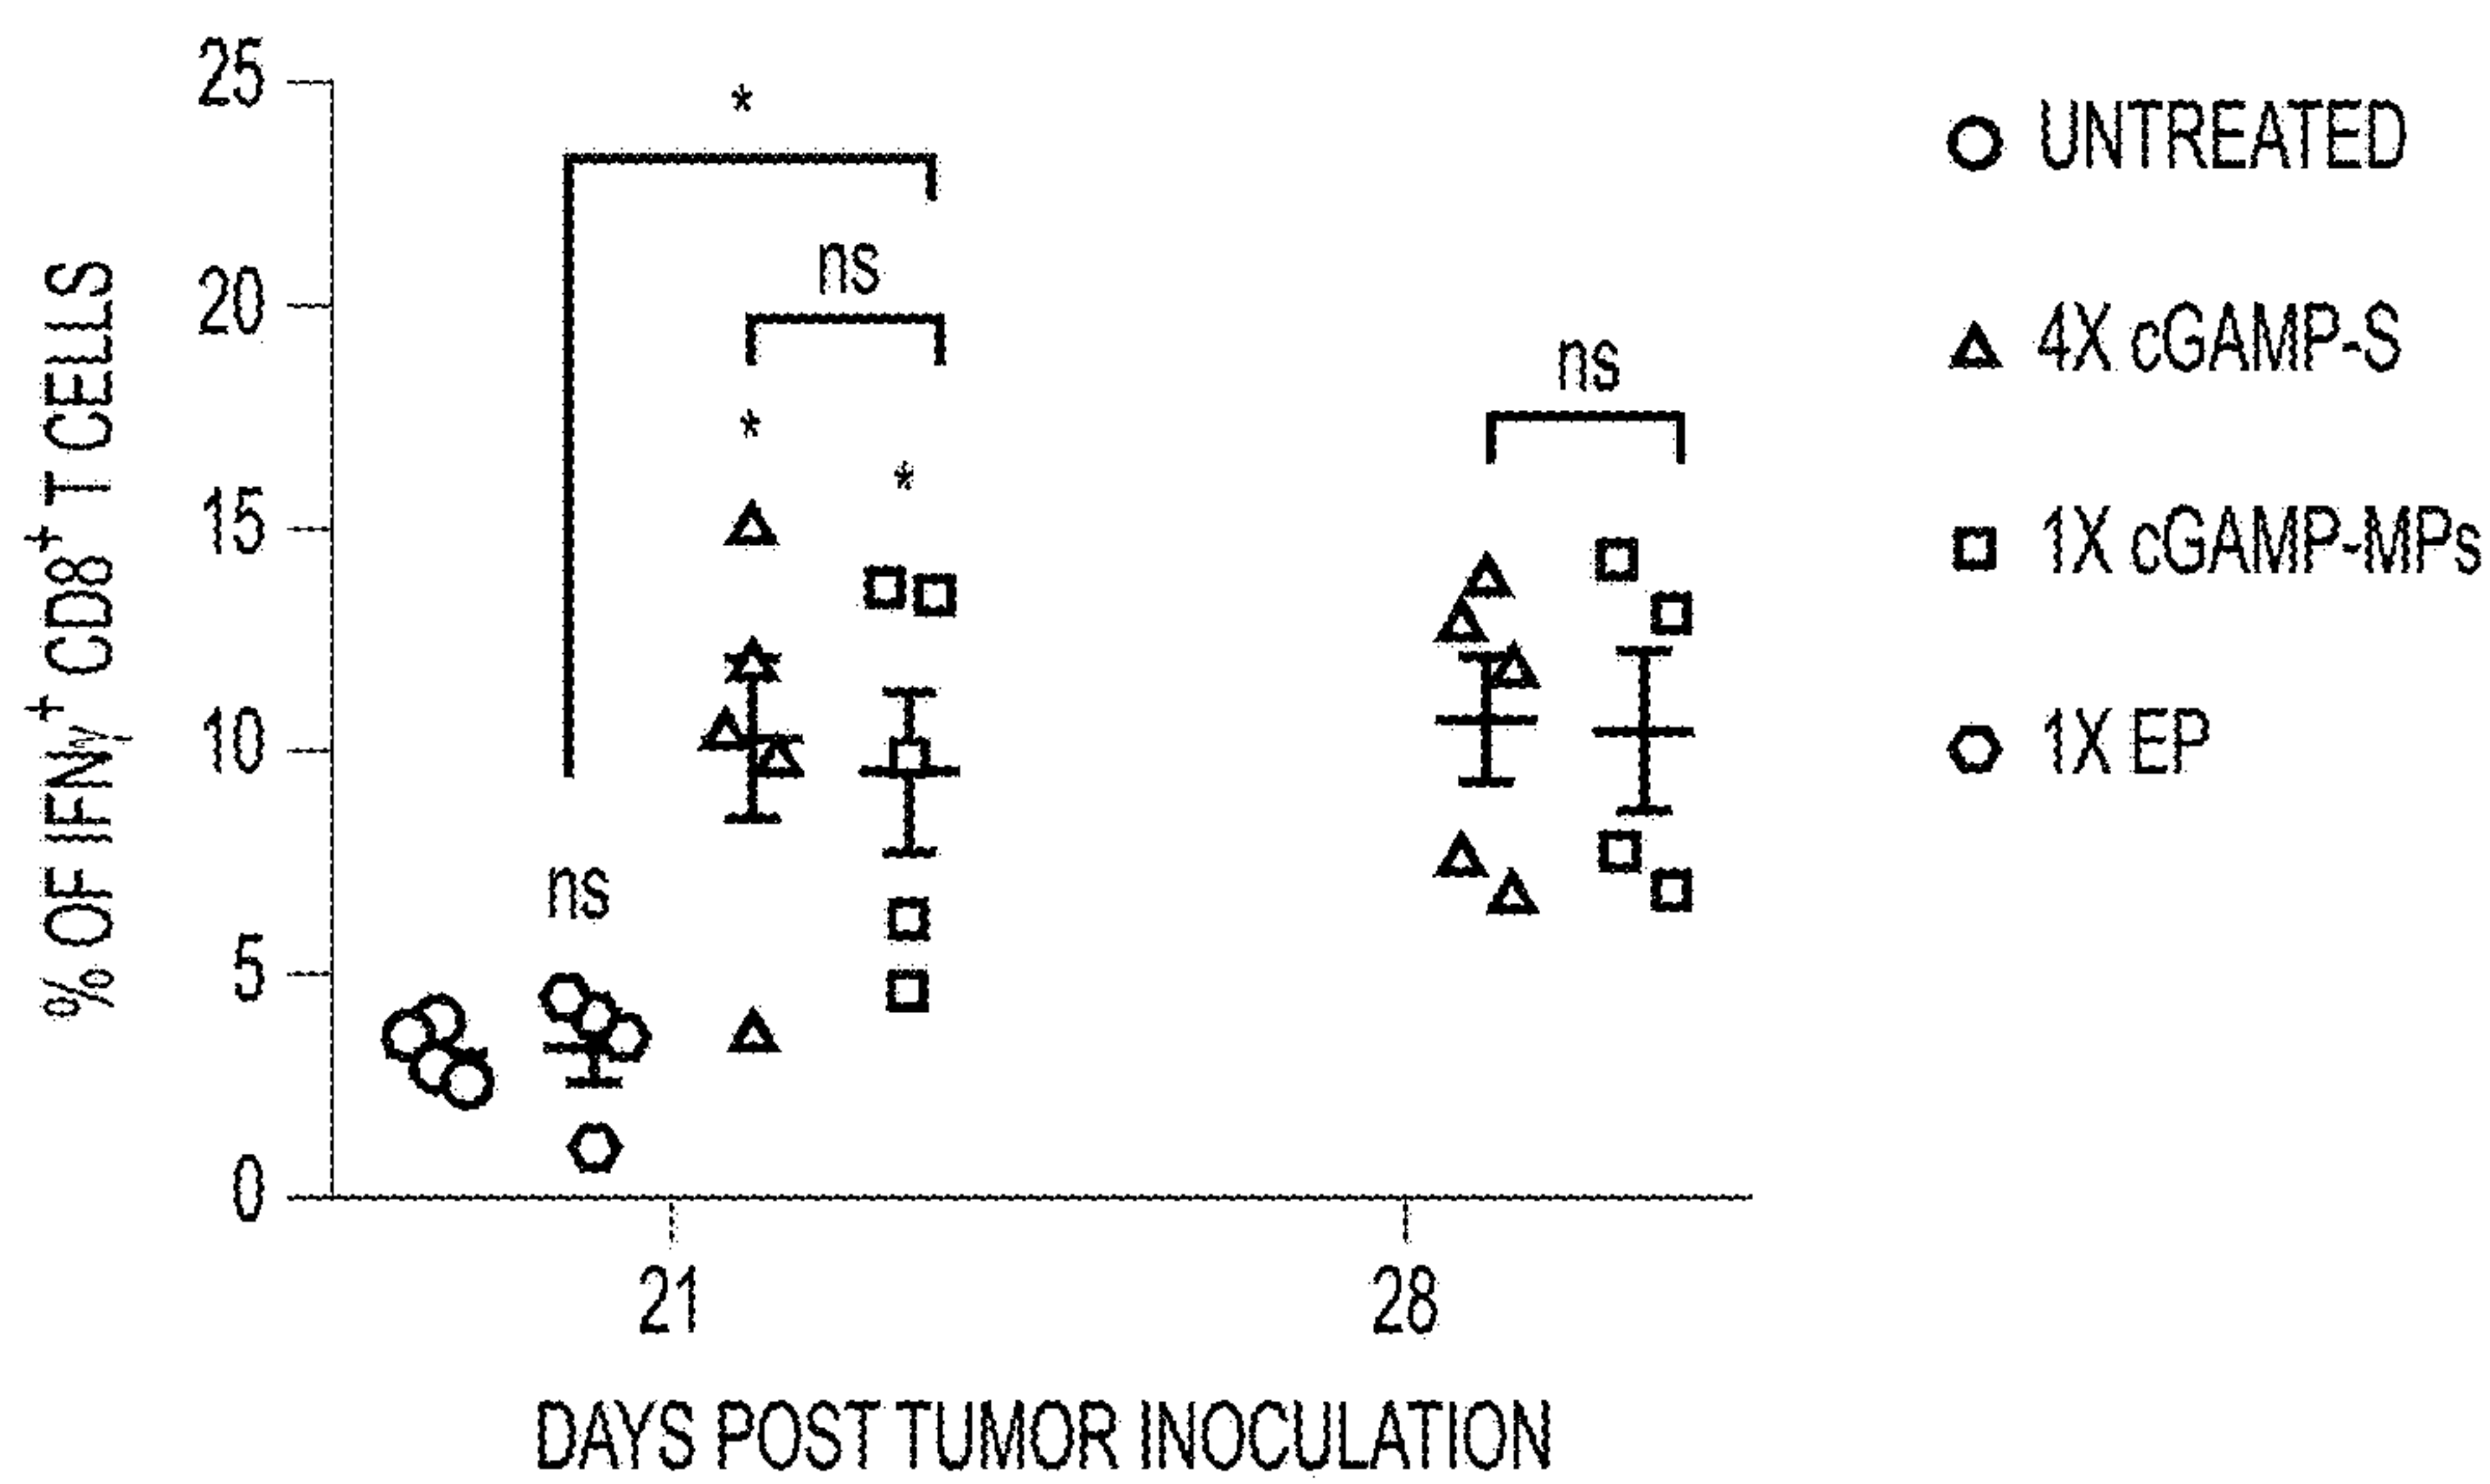 % OF IFNγ⁺ CD8⁺ T CELLS
25
20
15
10
5
0
*
ns
*
*
ns
ns
21
28
DAYS POST TUMOR INOCULATION
UNTREATED
4X cGAMP-S
1X cGAMP-MPs
1X EP